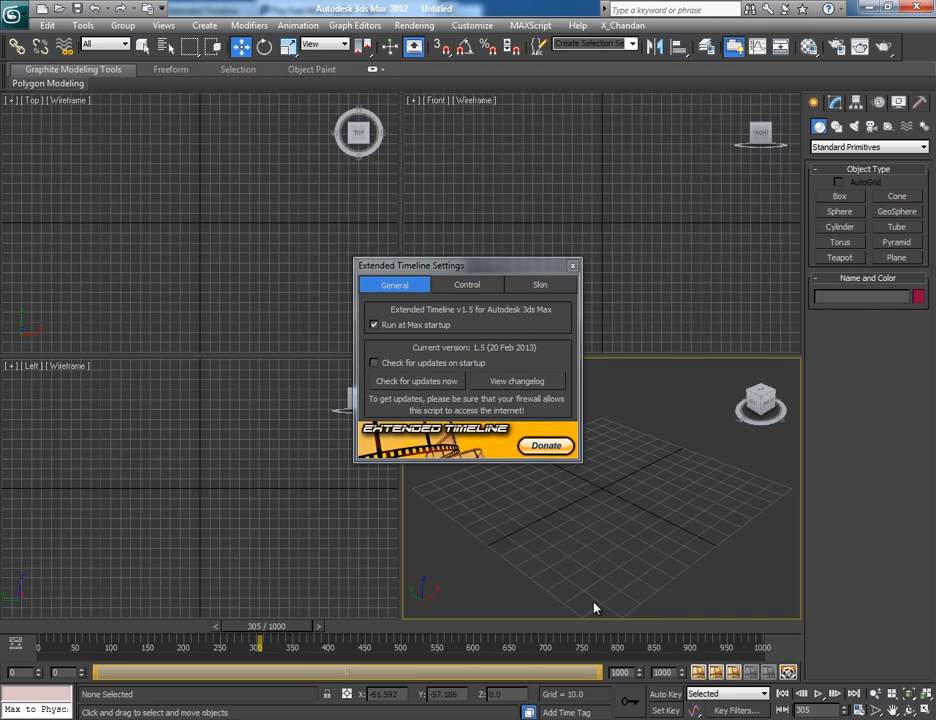 Autodesk 3ds Max 2012 Untitled
Type a keyword or phrase
Edit Tools Group Views Create Modifiers Animation Graph Editors Rendering Customize MAXScript Help X_Chandan
All
View
Create Selection Se
Graphite Modeling Tools Freeform Selection Object Paint
Polygon Modeling
[ + ] [ Top ] [ Wireframe ]
TOP
[ + ] [ Front ] [ Wireframe ]
FRONT
Standard Primitives
- Object Type
AutoGrid
Box Cone
Sphere GeoSphere
Cylinder Tube
Torus Pyramid
Teapot Plane
- Name and Color
Extended Timeline Settings x
General Control Skin
Extended Timeline v1.5 for Autodesk 3ds Max
Run at Max startup
Current version: 1.5 (20 Feb 2013)
Check for updates on startup
Check for updates now View changelog
To get updates, please be sure that your firewall allows
this script to access the internet!
EXTENDED TIMELINE
Donate
[ + ] [ Left ] [ Wireframe ]
< 305 / 1000 >
0 50 100 150 200 250 300 350 400 450 500 550 600 650 700 750 800 850 900 950 1000
0 0 1000 1000
Max to Physc:
None Selected
X: -61.592 Y: -57.186 Z: 0.0 Grid = 10.0
Click and drag to select and move objects
Add Time Tag
Auto Key Selected
Set Key Key Filters...
305